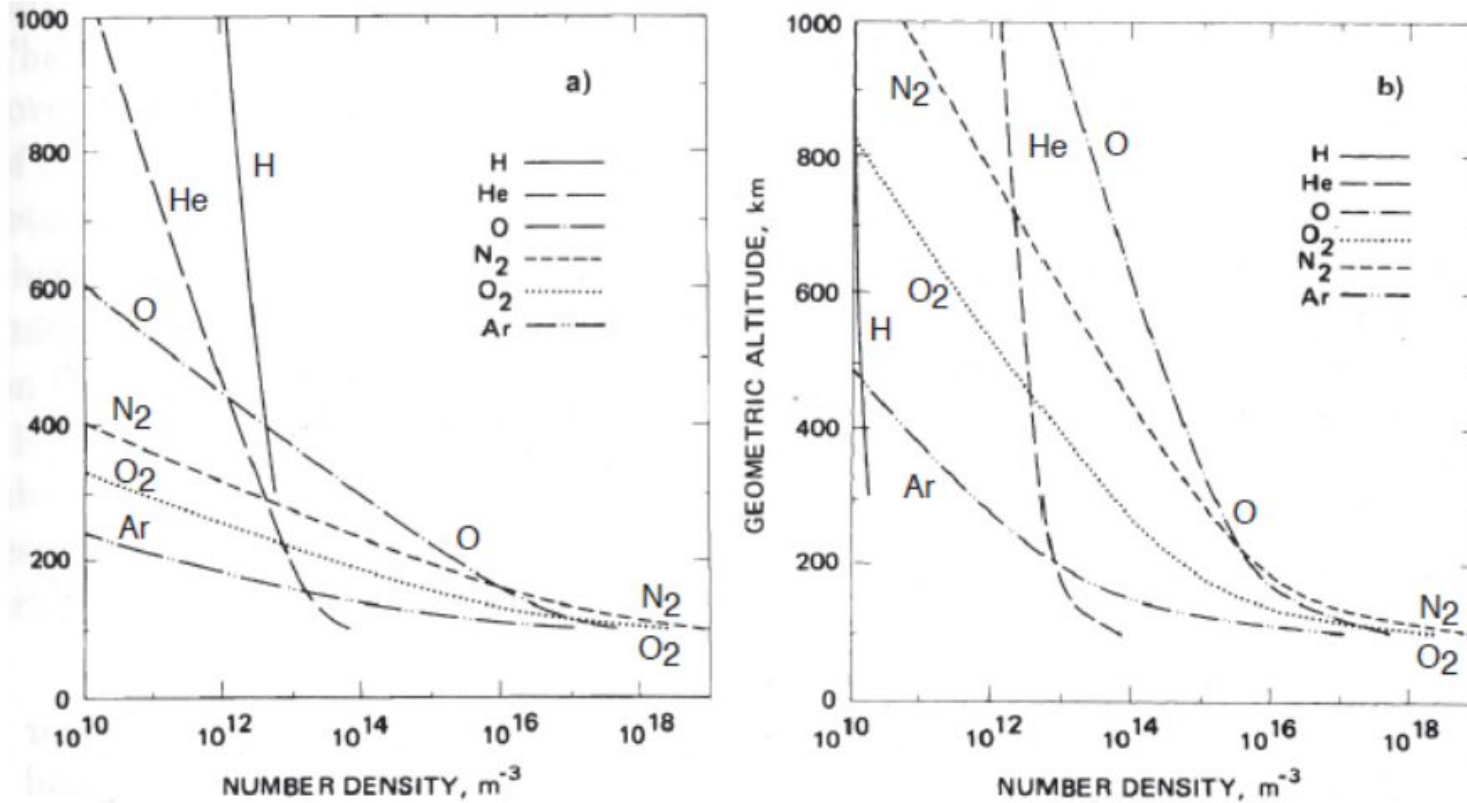 1000
800
600
400
200
0
10^10
10^12
10^14
10^16
10^18
NUMBER DENSITY, m^-3
a)
H
He
O
N2
O2
Ar
He
H
O
N2
O2
Ar
O
N2
O2
GEOMETRIC ALTITUDE, km
1000
800
600
400
200
0
10^10
10^12
10^14
10^16
10^18
NUMBER DENSITY, m^-3
b)
H
He
O
O2
N2
Ar
N2
He
O
O2
H
Ar
O
N2
O2